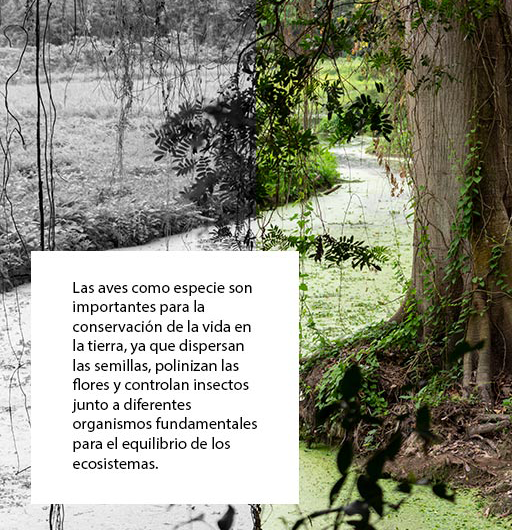 Las aves como especie son
importantes para la
conservación de la vida en
la tierra, ya que dispersan
las semillas, polinizan las
flores y controlan insectos
junto a diferentes
organismos fundamentales
para el equilibrio de los
ecosistemas.